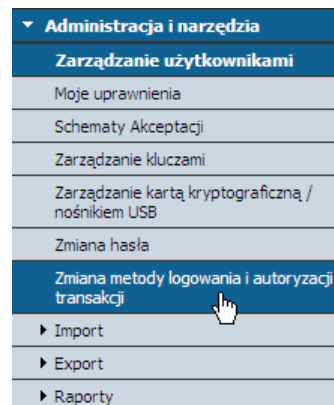 Administracja i narzędzia
Zarządzanie użytkownikami
Moje uprawnienia
Schematy Akceptacji
Zarządzanie kluczami
Zarządzanie kartą kryptograficzną /
nośnikiem USB
Zmiana hasła
Zmiana metody logowania i autoryzacji
transakcji
Import
Export
Raporty